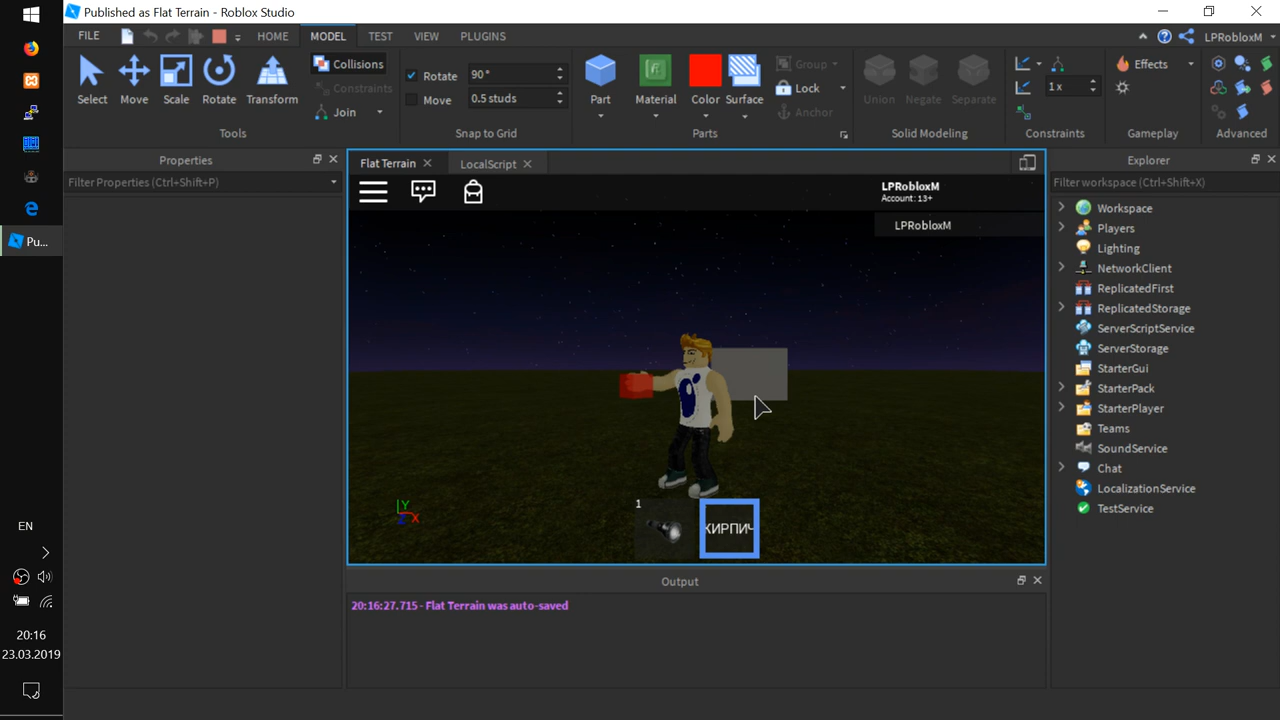 Published as Flat Terrain - Roblox Studio
FILE
HOME
MODEL
TEST
VIEW
PLUGINS
LPRobloxM
Select
Move
Scale
Rotate
Transform
Collisions
Constraints
Join
Tools
Rotate
90°
Move
0.5 studs
Snap to Grid
Part
Material
Color
Surface
Group
Lock
Anchor
Parts
Union
Negate
Separate
Solid Modeling
1 x
Constraints
Effects
Gameplay
Advanced
Properties
Filter Properties (Ctrl+Shift+P)
Flat Terrain
LocalScript
LPRobloxM
Account: 13+
LPRobloxM
Y
X
1
КИРПИЧ
Explorer
Filter workspace (Ctrl+Shift+X)
Workspace
Players
Lighting
NetworkClient
ReplicatedFirst
ReplicatedStorage
ServerScriptService
ServerStorage
StarterGui
StarterPack
StarterPlayer
Teams
SoundService
Chat
LocalizationService
TestService
Output
20:16:27.715 - Flat Terrain was auto-saved
Pu...
EN
20:16
23.03.2019